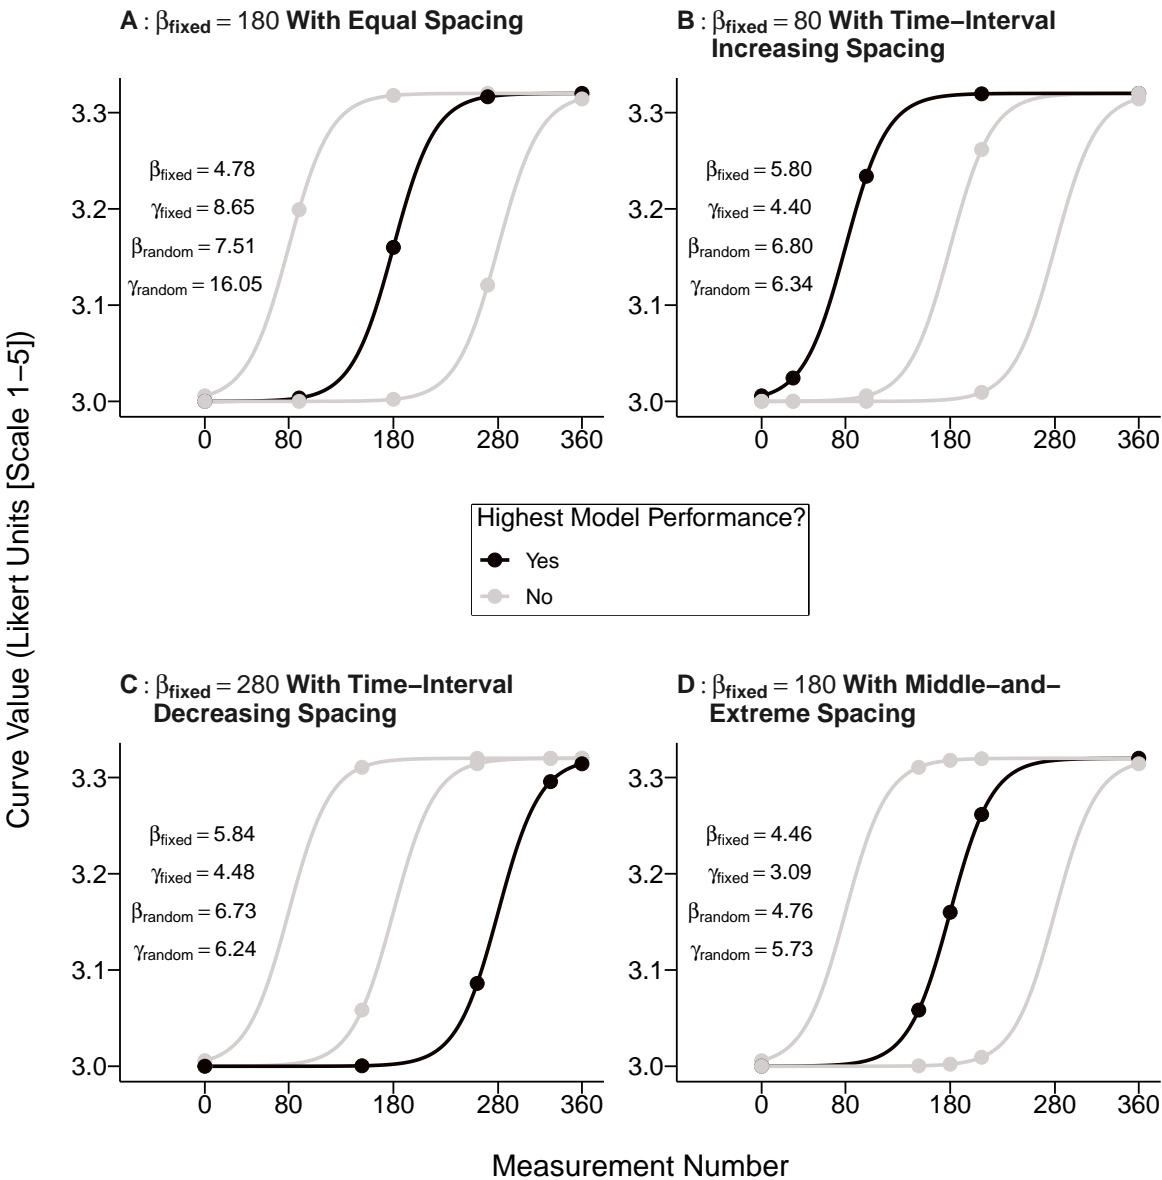 A : βfixed = 180 With Equal Spacing
B : βfixed = 80 With Time−Interval
Increasing Spacing
3.3
3.2
3.1
3.0
βfixed = 4.78
γfixed = 8.65
βrandom = 7.51
γrandom = 16.05
0 80 180 280 360
3.3
3.2
3.1
3.0
βfixed = 5.80
γfixed = 4.40
βrandom = 6.80
γrandom = 6.34
0 80 180 280 360
Curve Value (Likert Units [Scale 1−5])
Highest Model Performance?
Yes
No
C : βfixed = 280 With Time−Interval
Decreasing Spacing
D : βfixed = 180 With Middle−and−
Extreme Spacing
3.3
3.2
3.1
3.0
βfixed = 5.84
γfixed = 4.48
βrandom = 6.73
γrandom = 6.24
0 80 180 280 360
3.3
3.2
3.1
3.0
βfixed = 4.46
γfixed = 3.09
βrandom = 4.76
γrandom = 5.73
0 80 180 280 360
Measurement Number